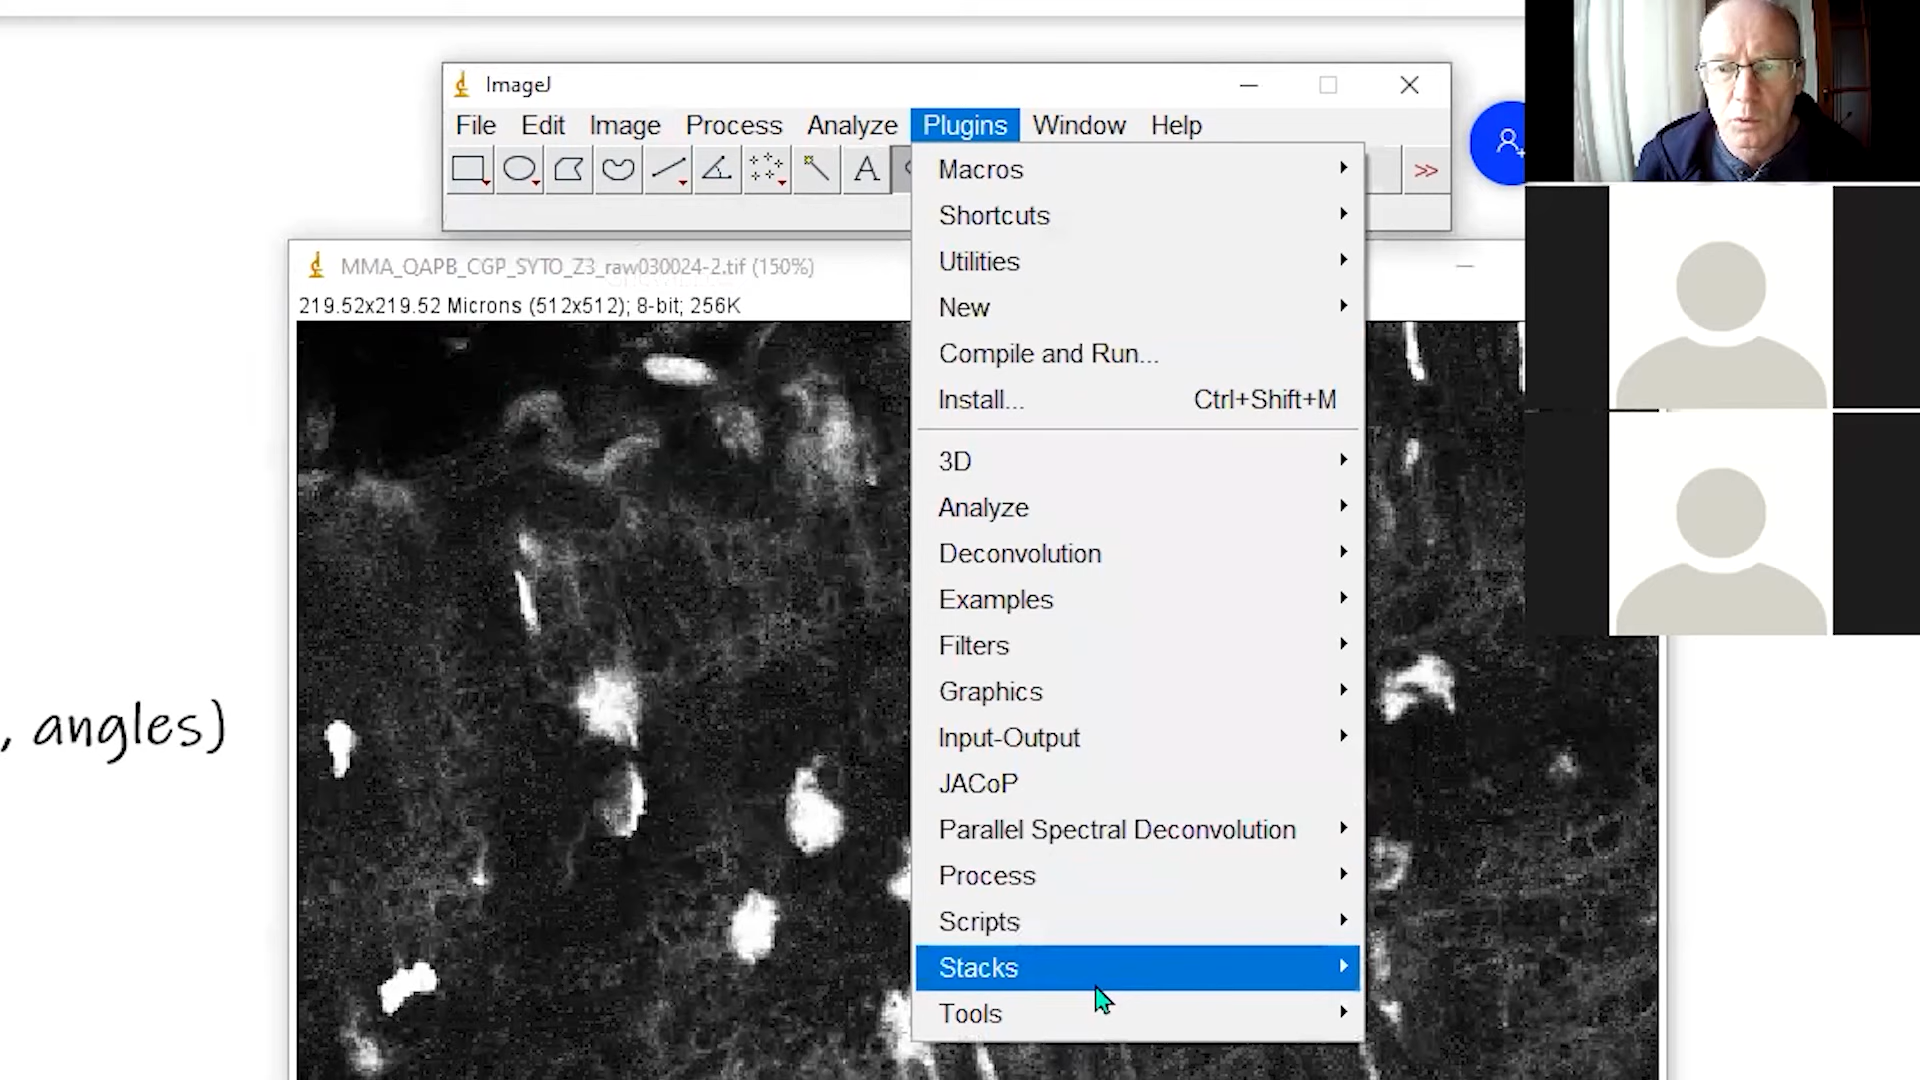 ImageJ
File Edit Image Process Analyze Plugins Window Help
A
>>
MMA_QAPB_CGP_SYTO_Z3_raw030024-2.tif (150%)
219.52x219.52 Microns (512x512); 8-bit; 256K
Macros
Shortcuts
Utilities
New
Compile and Run...
Install... Ctrl+Shift+M
3D
Analyze
Deconvolution
Examples
Filters
Graphics
Input-Output
JACoP
Parallel Spectral Deconvolution
Process
Scripts
Stacks
Tools
, angles)